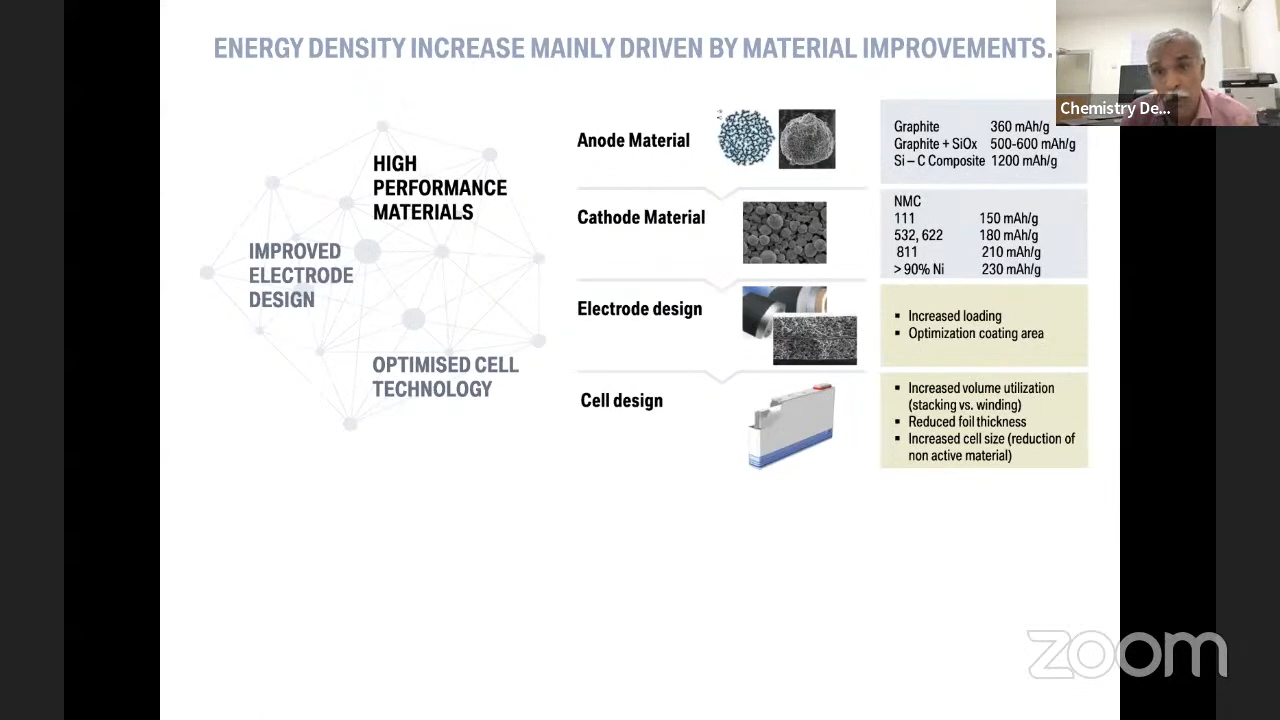 ENERGY DENSITY INCREASE MAINLY DRIVEN BY MATERIAL IMPROVEMENTS.
Chemistry De...
HIGH
PERFORMANCE
MATERIALS
IMPROVED
ELECTRODE
DESIGN
OPTIMISED CELL
TECHNOLOGY
Anode Material
Graphite 360 mAh/g
Graphite + SiOx 500-600 mAh/g
Si – C Composite 1200 mAh/g
Cathode Material
NMC
111 150 mAh/g
532, 622 180 mAh/g
811 210 mAh/g
> 90% Ni 230 mAh/g
Electrode design
▪ Increased loading
▪ Optimization coating area
Cell design
▪ Increased volume utilization
(stacking vs. winding)
▪ Reduced foil thickness
▪ Increased cell size (reduction of
non active material)
zoom